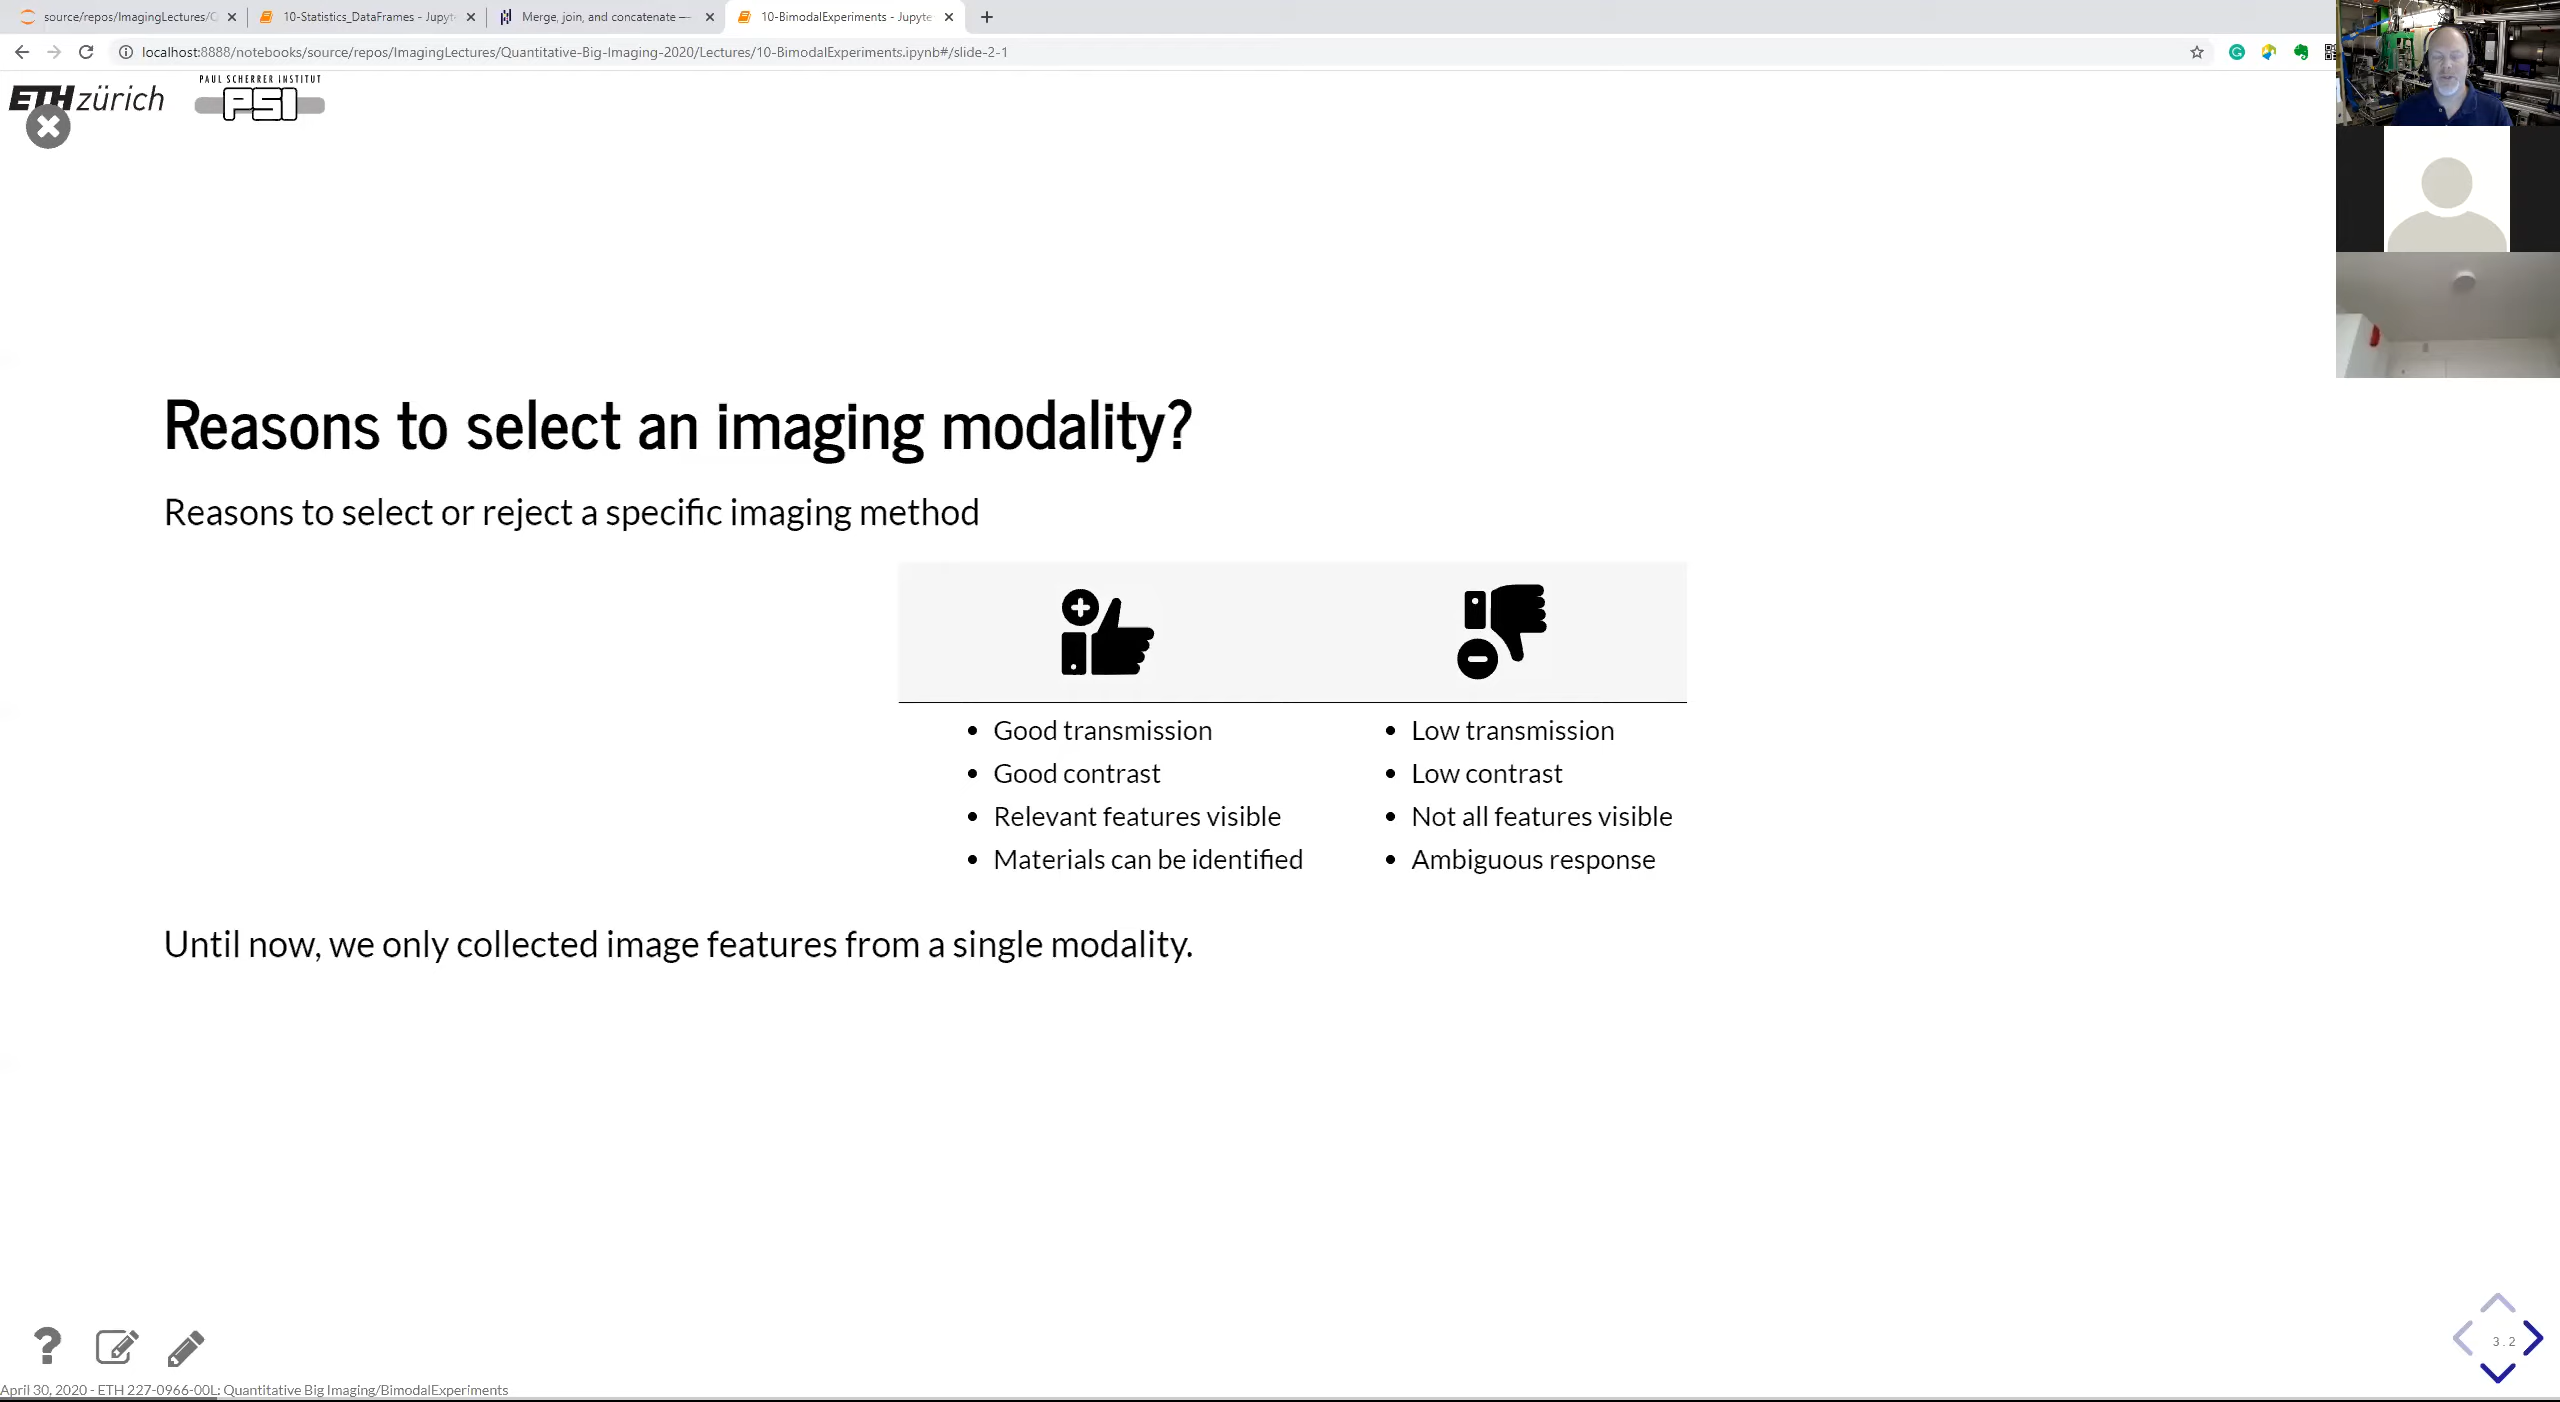 source/repos/ImagingLectures/Q
10-Statistics_DataFrames - Jupyt
Merge, join, and concatenate —
10-BimodalExperiments - Jupyte
localhost:8888/notebooks/source/repos/ImagingLectures/Quantitative-Big-Imaging-2020/Lectures/10-BimodalExperiments.ipynb#/slide-2-1
ETH zürich
PAUL SCHERRER INSTITUT
PSI
Reasons to select an imaging modality?
Reasons to select or reject a specific imaging method
• Good transmission
• Good contrast
• Relevant features visible
• Materials can be identified
• Low transmission
• Low contrast
• Not all features visible
• Ambiguous response
Until now, we only collected image features from a single modality.
3.2
April 30, 2020 - ETH 227-0966-00L: Quantitative Big Imaging/BimodalExperiments